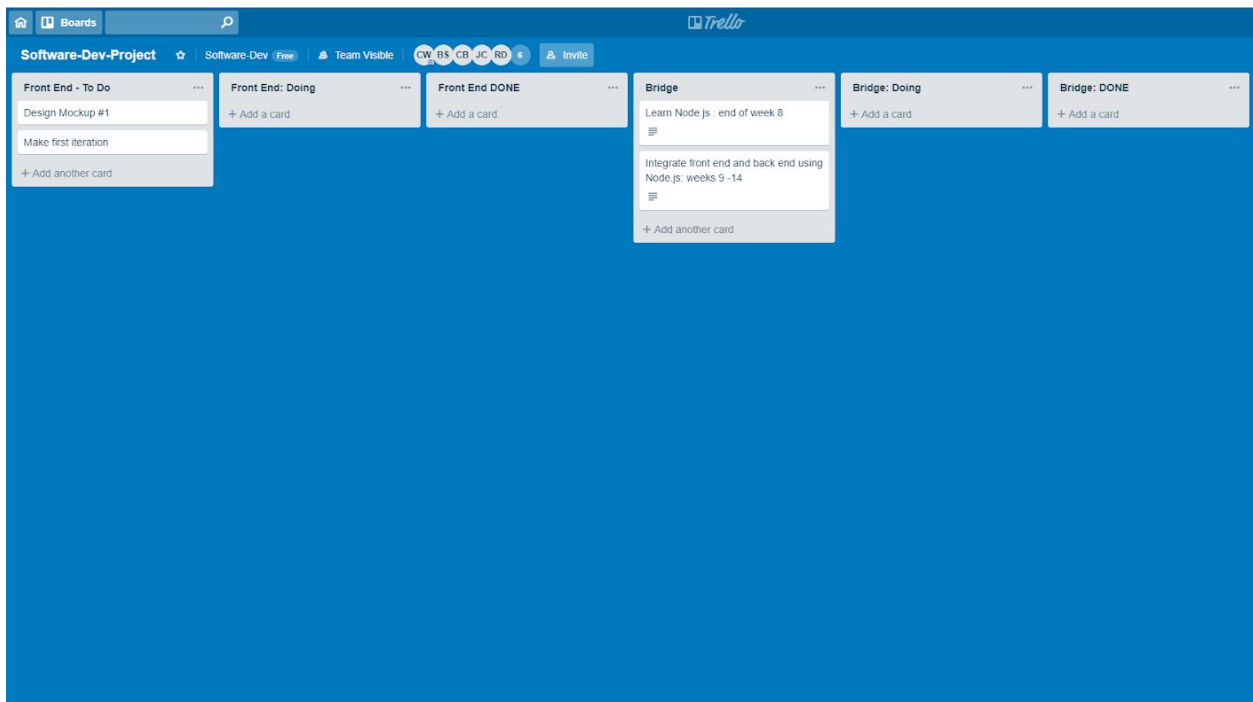 Boards
Trello
Software-Dev-Project
Software-Dev
Free
Team Visible
CW
BS
CB
JC
RD
6
Invite
Front End - To Do
Design Mockup #1
Make first iteration
+ Add another card
Front End: Doing
+ Add a card
Front End DONE
+ Add a card
Bridge
Learn Node.js : end of week 8
Integrate front end and back end using
Node.js: weeks 9 -14
+ Add another card
Bridge: Doing
+ Add a card
Bridge: DONE
+ Add a card